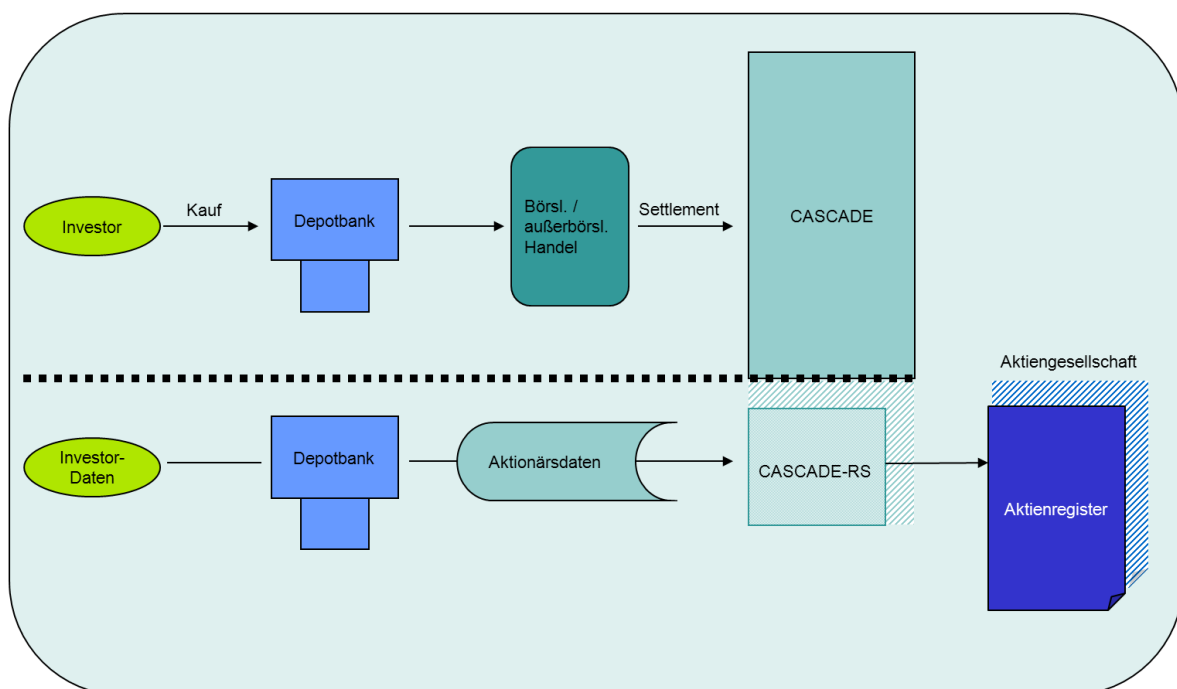 Investor
Kauf
Depotbank
Börsl. /
außerbörsl.
Handel
Settlement
CASCADE
Aktiengesellschaft
Investor-
Daten
Depotbank
Aktionärsdaten
CASCADE-RS
Aktienregister